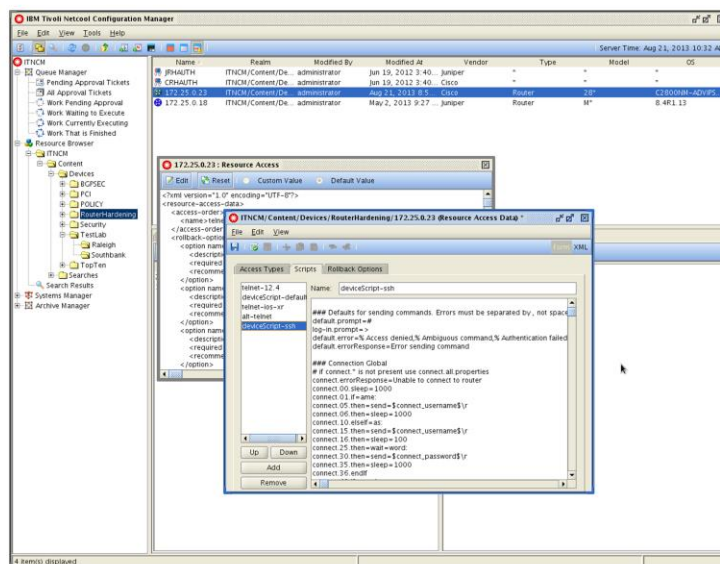 IBM Tivoli Netcool Configuration Manager
File Edit View Tools Help
Server Time: Aug 21, 2013 10:32 AM
ITNCM
Queue Manager
Pending Approval Tickets
All Approval Tickets
Work Pending Approval
Work Waiting to Execute
Work Currently Executing
Work That is Finished
Resource Browser
ITNCM
Content
Devices
BGPSEC
PCI
POLICY
RouterHardening
Security
TestLab
Raleigh
Southbank
TopTen
Searches
Search Results
Systems Manager
Archive Manager
Name Realm Modified By Modified At Vendor Type Model OS
JRHAUTH ITNCM/Content/De... administrator Jun 19, 2012 3:40... Juniper * * *
CRHAUTH ITNCM/Content/De... administrator Jun 19, 2012 3:40... Cisco * * *
172.25.0.23 ITNCM/Content/De... administrator Aug 21, 2013 8:5... Cisco Router 28* C2800NM-ADVIPS...
172.25.0.18 ITNCM/Content/De... administrator May 2, 2013 9:27 ... Juniper Router M* 8.4R1.13
172.25.0.23 : Resource Access
Edit Reset Custom Value Default Value
<?xml version="1.0" encoding="UTF-8"?>
<resource-access-data>
<access-order>
<name>telne
</access-order>
<rollback-option
<option name
<descripti
<required
<recomme
</option>
<option name
<descripti
<required
<recomme
</option>
<option name
<descripti
<required
<recomme
</option>
ITNCM/Content/Devices/RouterHardening/172.25.0.23 (Resource Access Data) *
File Edit View
Form XML
Access Types Scripts Rollback Options
telnet-12.4
deviceScript-default
telnet-ios-xr
alt-telnet
deviceScript-ssh
Up Down
Add
Remove
Name: deviceScript-ssh
### Defaults for sending commands. Errors must be separated by , not space
default.prompt=#
log-in.prompt=>
default.error=% Access denied,% Ambiguous command,% Authentication failed
default.errorResponse=Error sending command
### Connection Global
# if connect.* is not present use connect.all.properties
connect.errorResponse=Unable to connect to router
connect.00.sleep=1000
connect.01.if=ame:
connect.05.then=send=$connect_username$\r
connect.06.then=sleep=1000
connect.10.elseif=as:
connect.15.then=send=$connect_username$\r
connect.16.then=sleep=100
connect.25.then=wait=word:
connect.30.then=send=$connect_password$\r
connect.35.then=sleep=1000
connect.36.endif
4 item(s) displayed